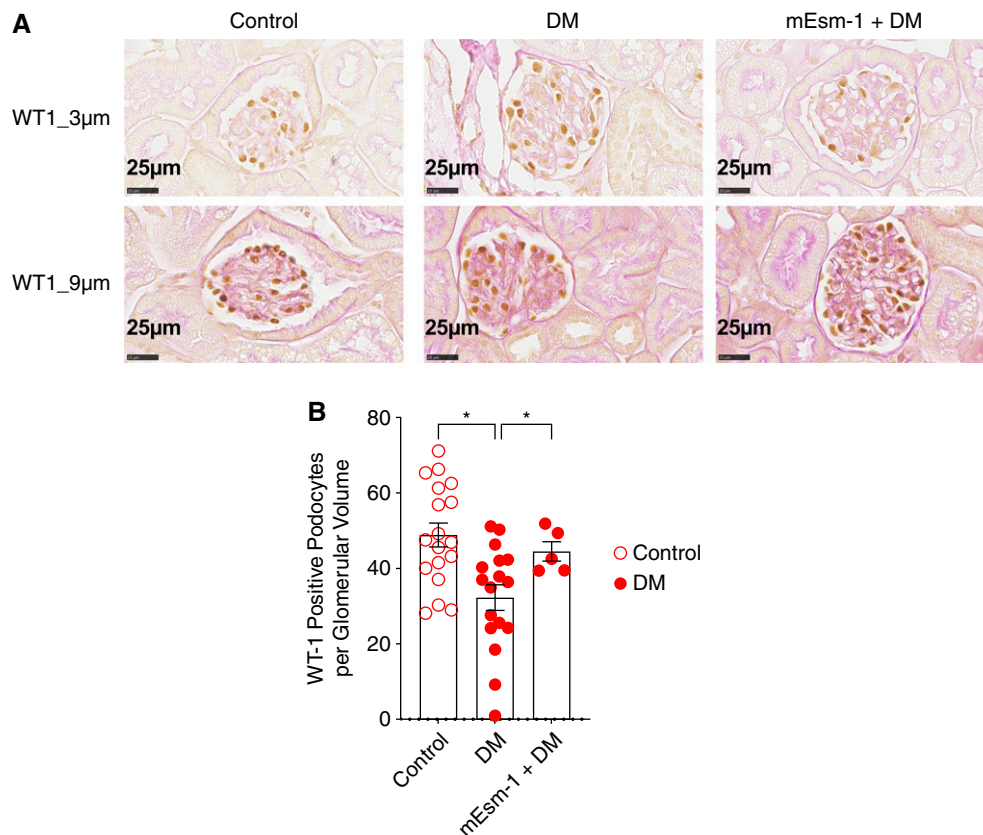 A
Control
DM
mEsm-1 + DM
WT1_3µm
25µm
25µm
25µm
WT1_9µm
25µm
25µm
25µm
B
WT-1 Positive Podocytes
per Glomerular Volume
80
60
40
20
0
*
*
Control
DM
mEsm-1 + DM
Control
DM